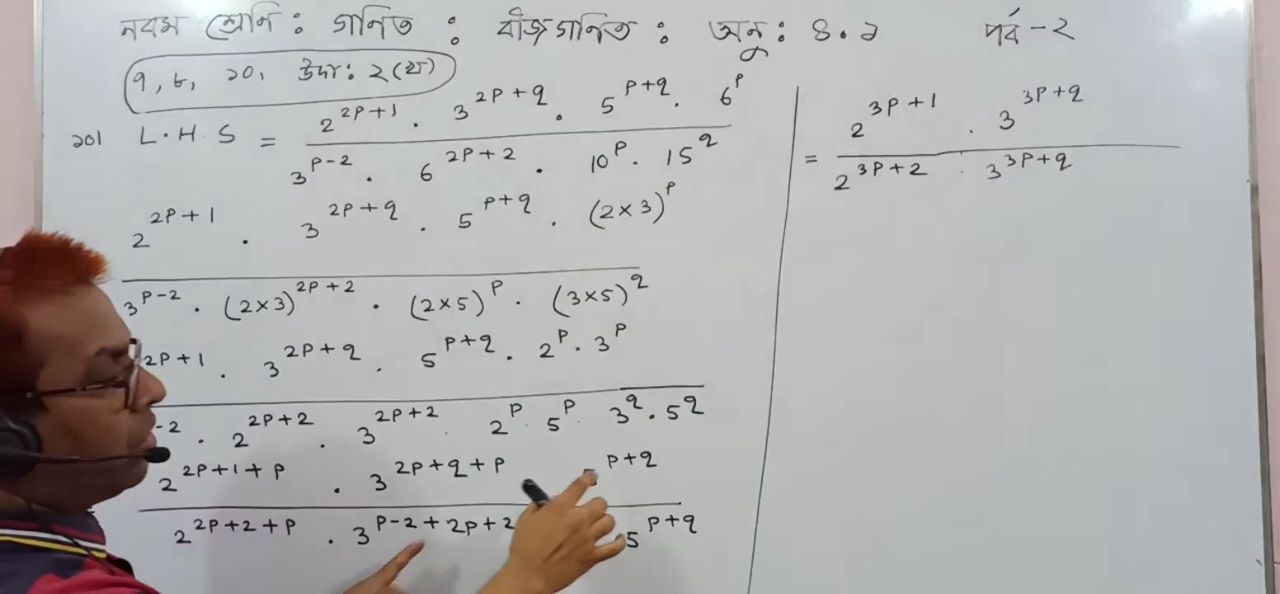 নবম শ্রেনি : গনিত : বীজগনিত : অনু : ৪.১ পর্ব -২
৭, ৮, ১০, উদা: ২(খ)
১০। L.H.S = 2^{2P+1} . 3^{2P+q} . 5^{P+q} . 6^P
3^{P-2} . 6^{2P+2} . 10^P . 15^q
2^{2P+1} . 3^{2P+q} . 5^{P+q} . (2×3)^P
3^{P-2} . (2×3)^{2P+2} . (2×5)^P . (3×5)^q
2P+1 . 3^{2P+q} . 5^{P+q} . 2^P . 3^P
-2 . 2^{2P+2} . 3^{2P+2} . 2^P . 5^P . 3^q . 5^q
2^{2P+1+P} . 3^{2P+q+P} P+q
2^{2P+2+P} . 3^{P-2+2P+2} 5^{P+q}
= 2^{3P+1} . 3^{3P+q}
2^{3P+2} . 3^{3P+q}